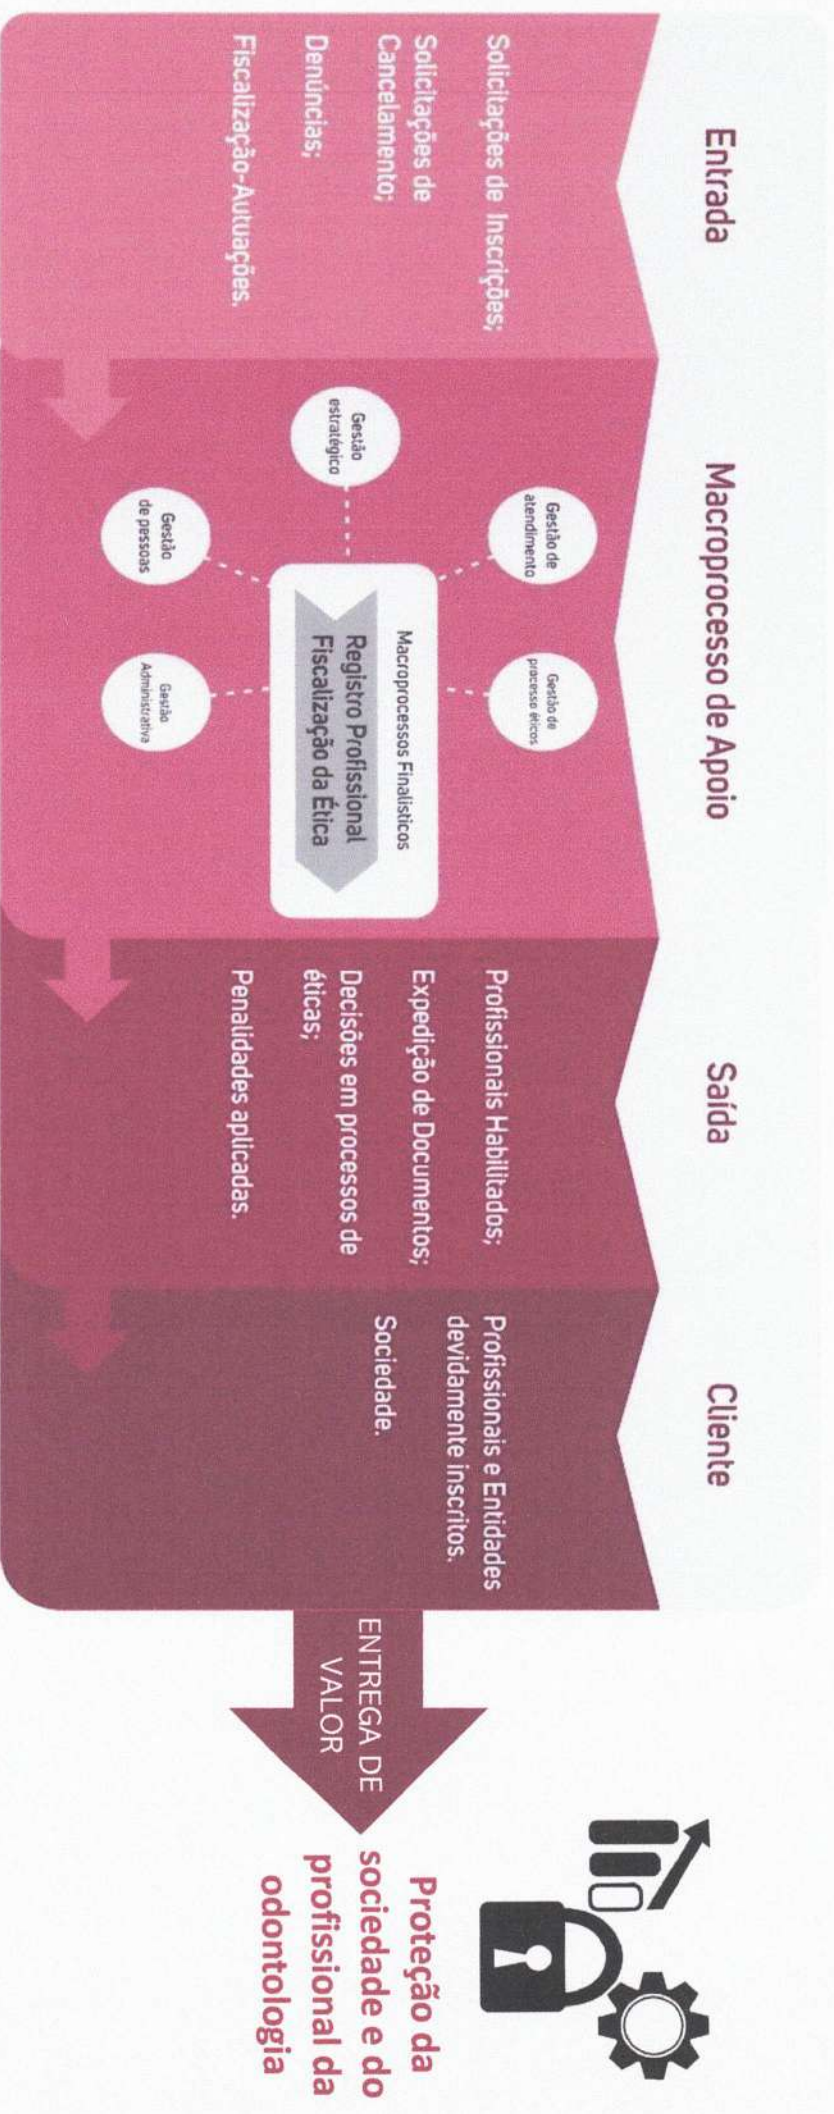 Entrada
Solicitações de Inscrições;
Solicitações de
Cancelamento;
Denúncias;
Fiscalização-Autuações.
Macroprocesso de Apoio
Gestão
estratégico
Gestão de
atendimento
Gestão de
processo éticos
Gestão
de pessoas
Gestão
Administrativa
Macroprocessos Finalisticos
Registro Profissional
Fiscalização da Ética
Saída
Profissionais Habilitados;
Expedição de Documentos;
Decisões em processos de
éticas;
Penalidades aplicadas.
Cliente
Profissionais e Entidades
devidamente inscritos.
Sociedade.
ENTREGA DE
VALOR
Proteção da
sociedade e do
profissional da
odontologia